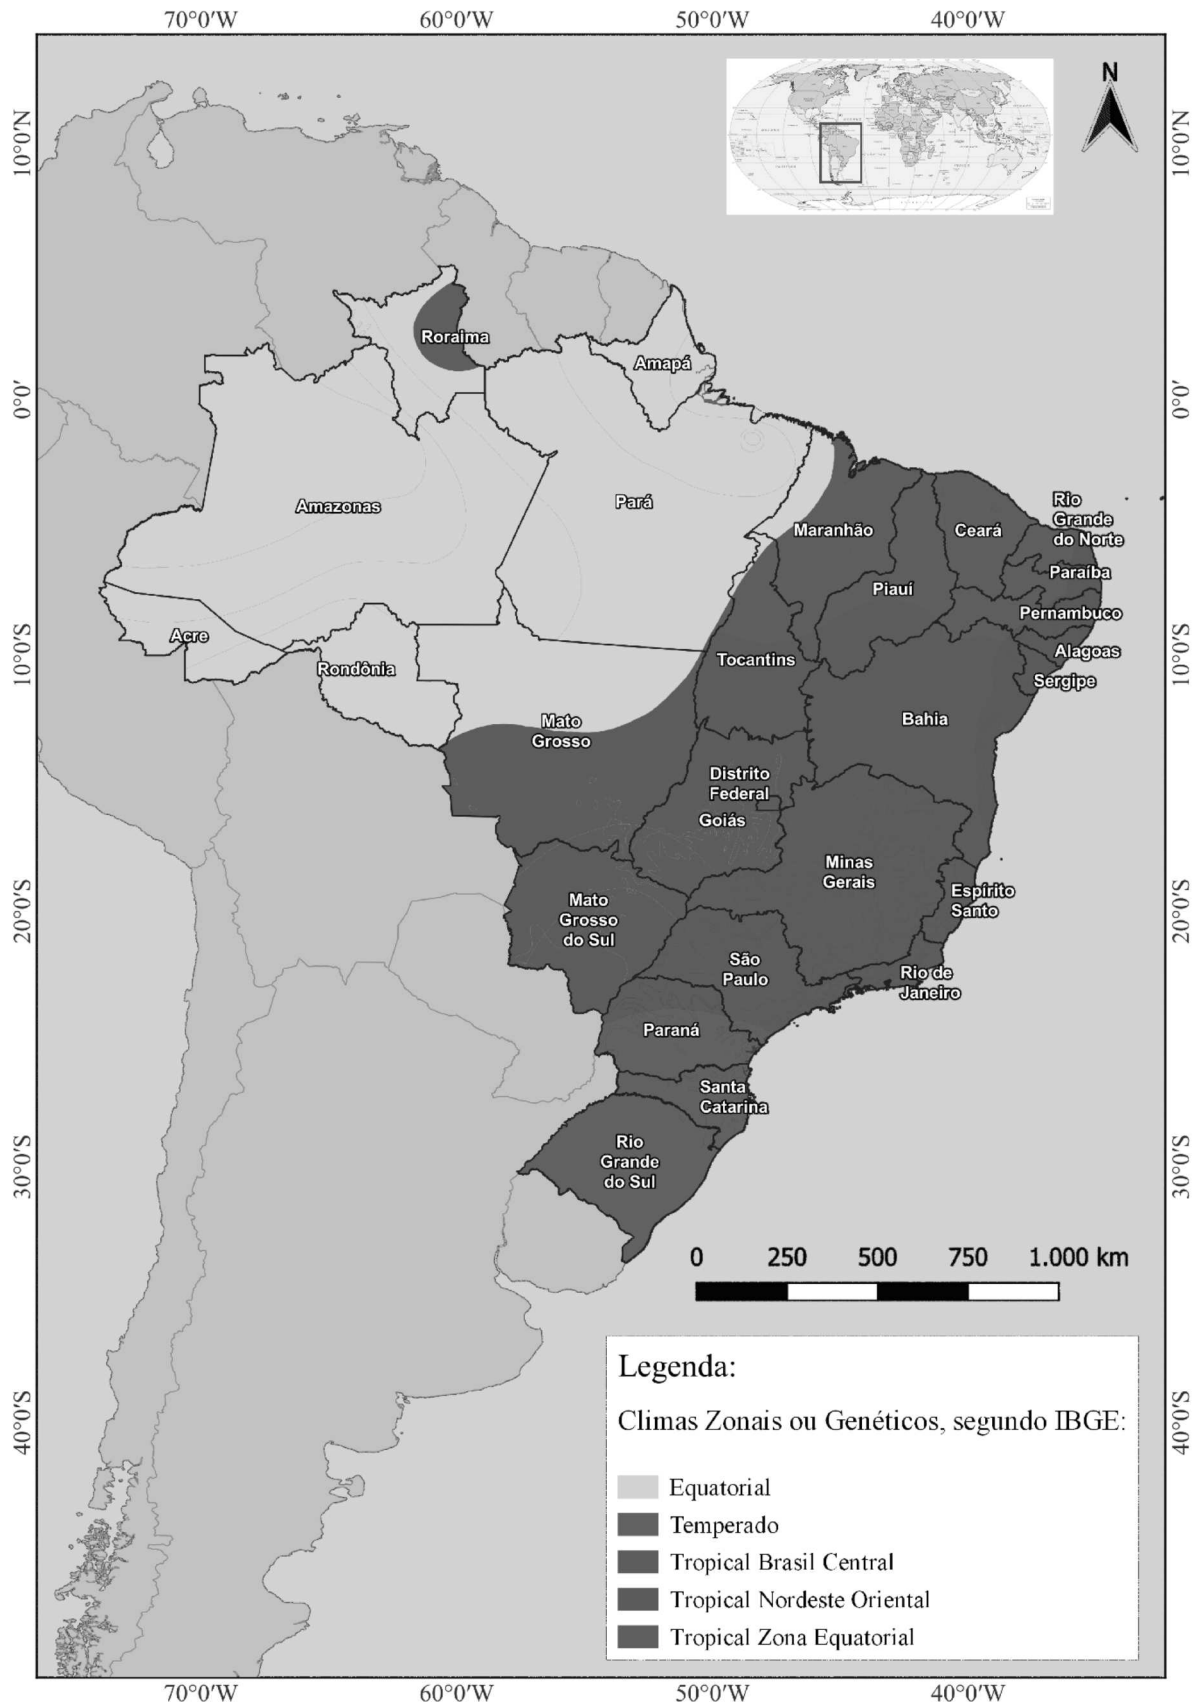 70°0'W 60°0'W 50°0'W 40°0'W
10°0'N
0°0'
10°0'S
20°0'S
30°0'S
40°0'S
N
10°0'N
0°0'
10°0'S
20°0'S
30°0'S
40°0'S
Roraima
Amapá
Amazonas
Pará
Maranhão
Ceará
Rio
Grande
do Norte
Paraíba
Piauí
Pernambuco
Acre
Rondônia
Tocantins
Alagoas
Sergipe
Mato
Grosso
Bahia
Distrito
Federal
Goiás
Minas
Gerais
Espírito
Santo
Mato
Grosso
do Sul
São
Paulo
Rio de
Janeiro
Paraná
Santa
Catarina
Rio
Grande
do Sul
0 250 500 750 1.000 km
Legenda:
Climas Zonais ou Genéticos, segundo IBGE:
Equatorial
Temperado
Tropical Brasil Central
Tropical Nordeste Oriental
Tropical Zona Equatorial
70°0'W 60°0'W 50°0'W 40°0'W